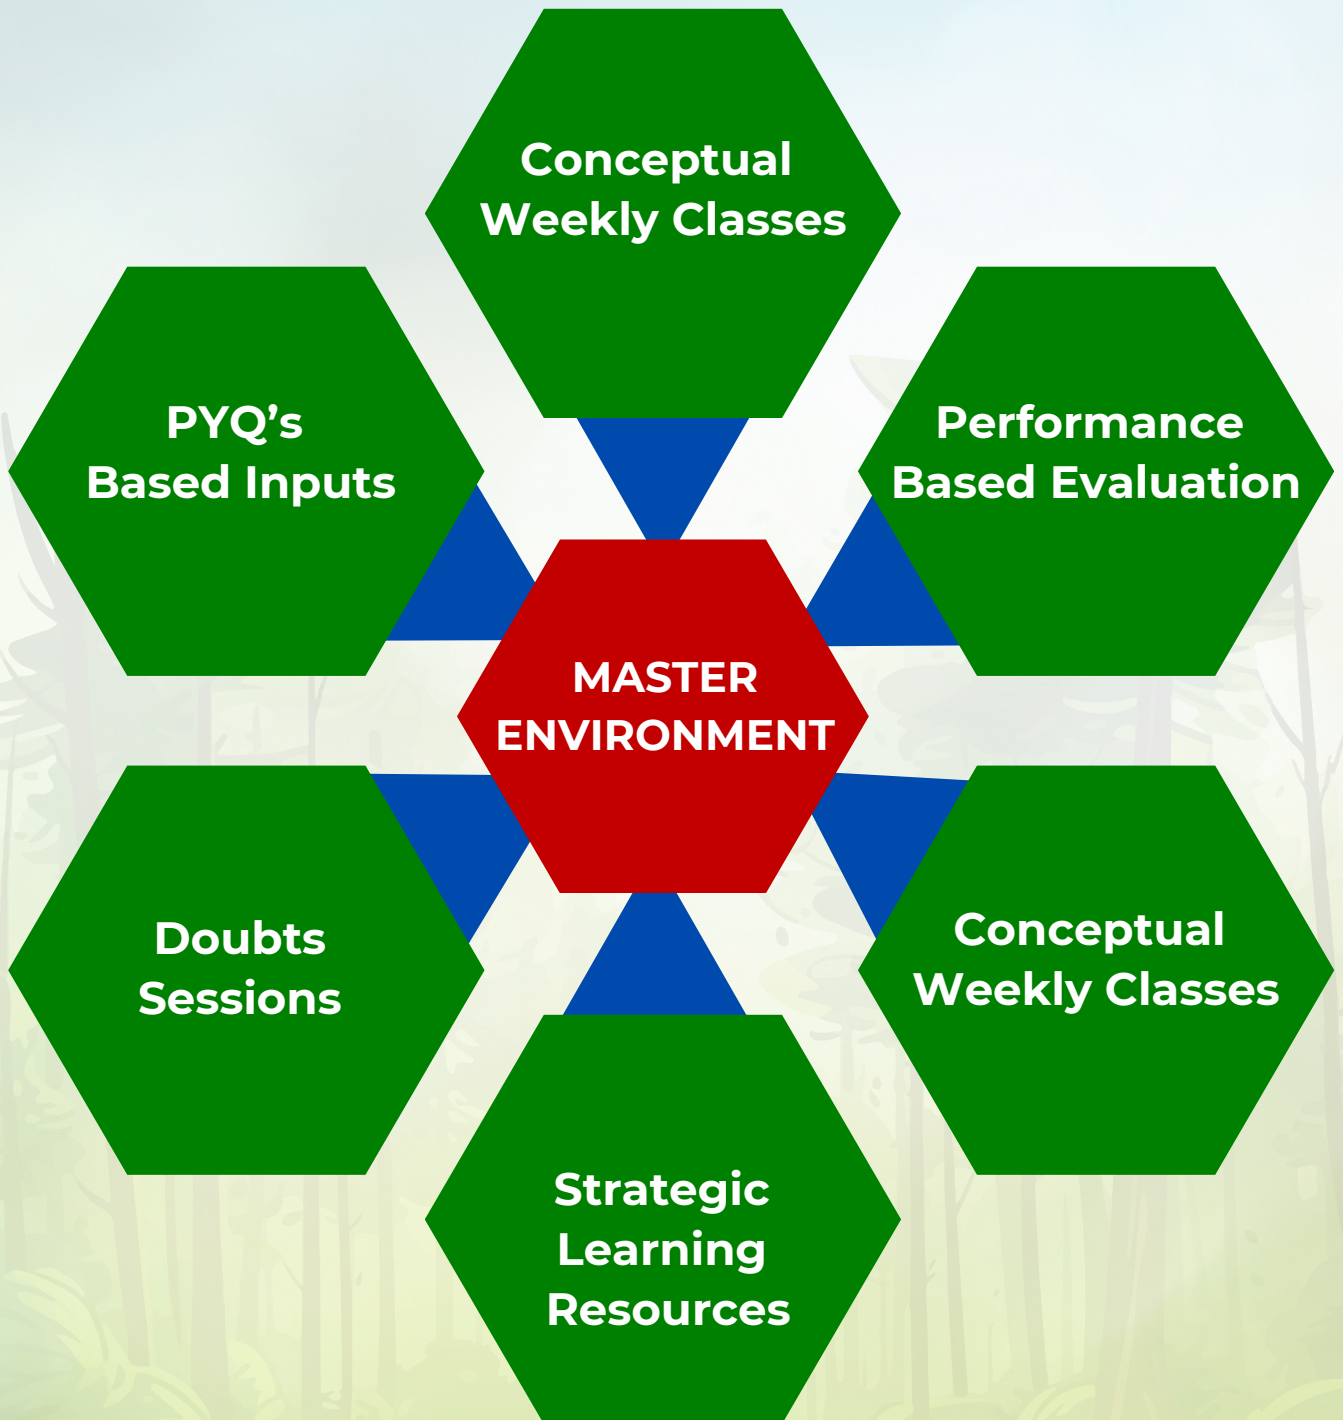 Conceptual
Weekly Classes
PYQ’s
Based Inputs
Performance
Based Evaluation
MASTER
ENVIRONMENT
Doubts
Sessions
Conceptual
Weekly Classes
Strategic
Learning
Resources